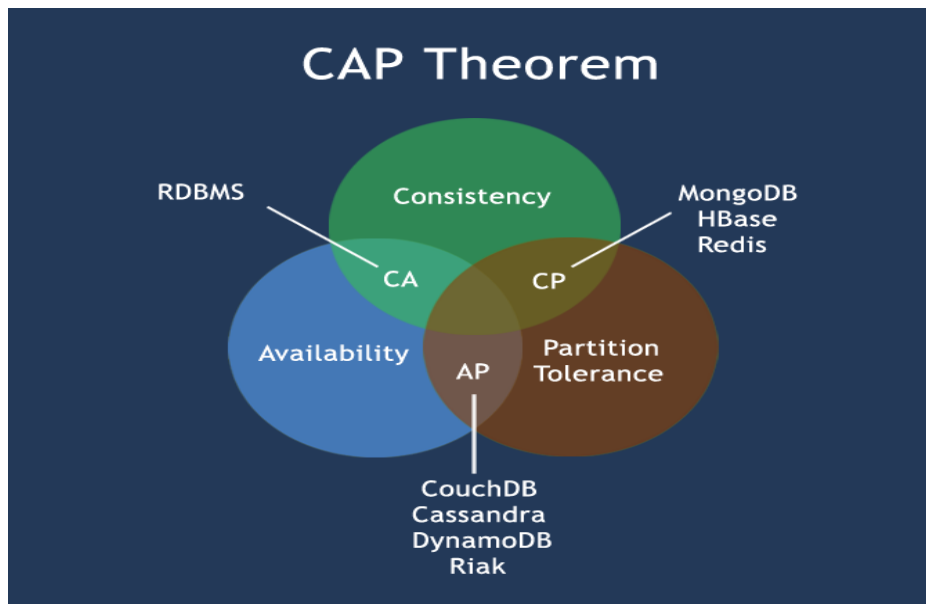 CAP Theorem
RDBMS
Consistency
MongoDB
HBase
Redis
CA
CP
Availability
Partition
Tolerance
AP
CouchDB
Cassandra
DynamoDB
Riak